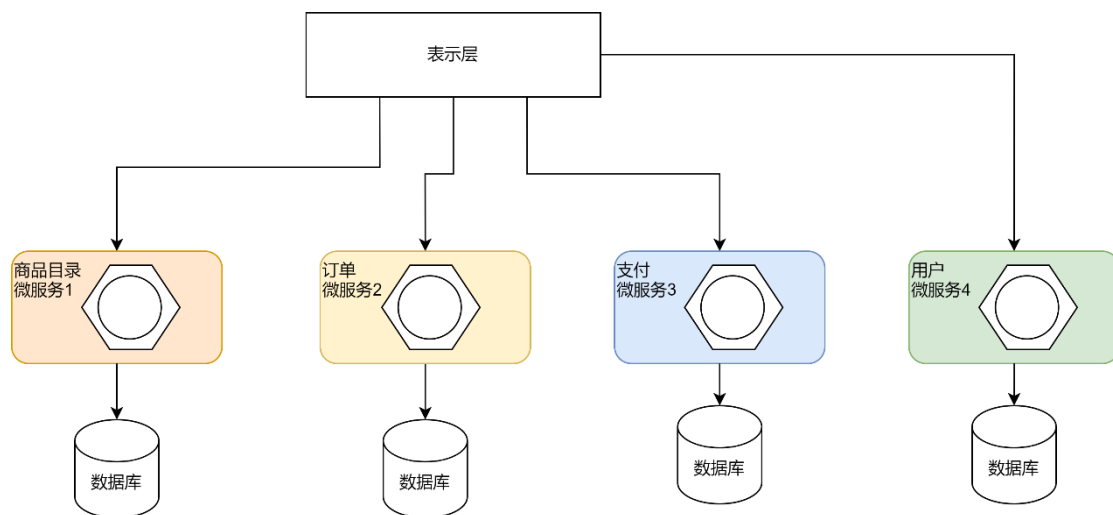 表示层
商品目录
微服务1
订单
微服务2
支付
微服务3
用户
微服务4
数据库
数据库
数据库
数据库